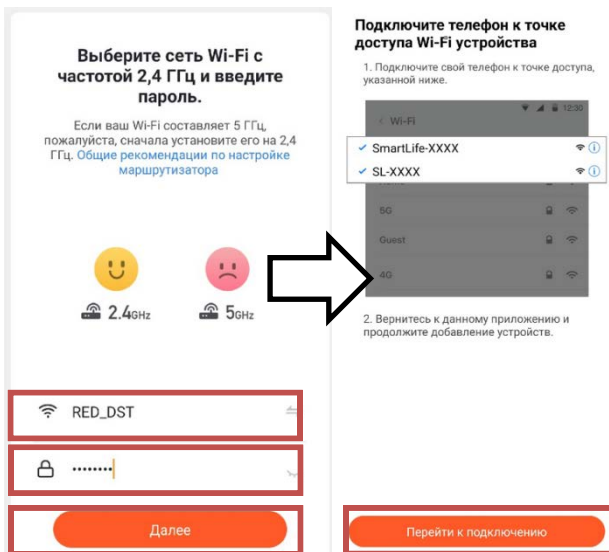 Выберите сеть Wi-Fi с
частотой 2,4 ГГц и введите
пароль.
Если ваш Wi-Fi составляет 5 ГГц,
пожалуйста, сначала установите его на 2,4
ГГц. Общие рекомендации по настройке
маршрутизатора
2.4GHz
5GHz
RED_DST
••••••••
Далее
Подключите телефон к точке
доступа Wi-Fi устройства
1. Подключите свой телефон к точке доступа,
указанной ниже.
12:30
< Wi-Fi
SmartLife-XXXX
SL-XXXX
5G
Guest
4G
2. Вернитесь к данному приложению и
продолжите добавление устройств.
Перейти к подключению